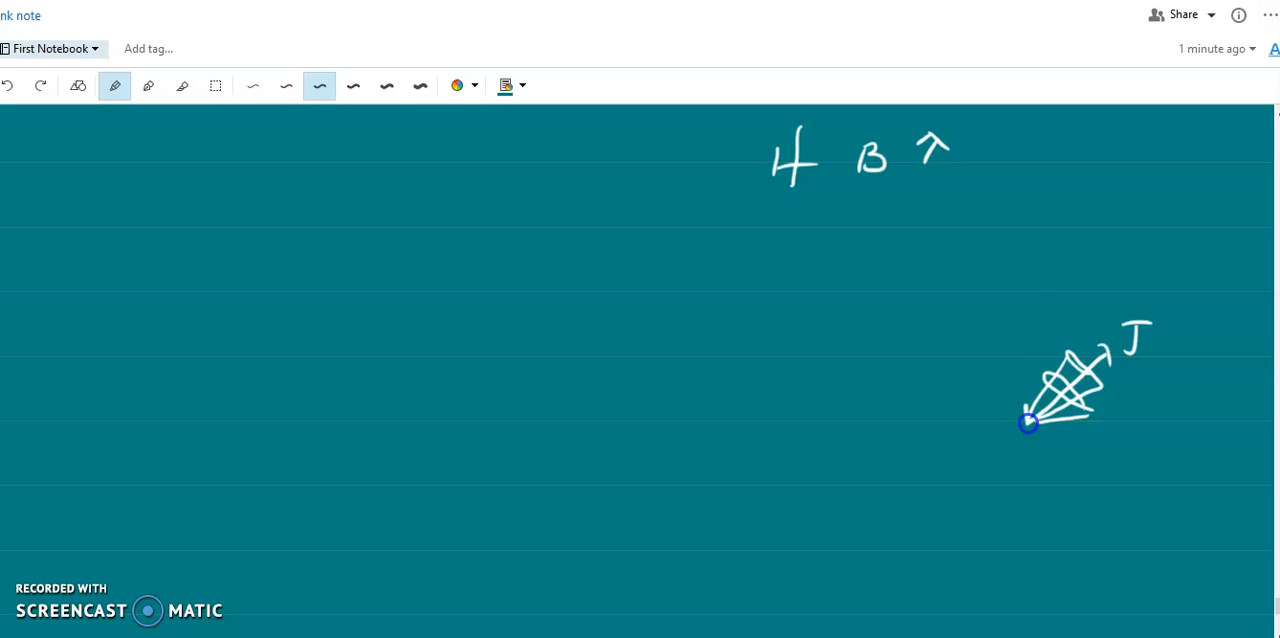 nk note
Share
First Notebook
Add tag...
1 minute ago
A
4 B ↑
J
RECORDED WITH
SCREENCAST MATIC